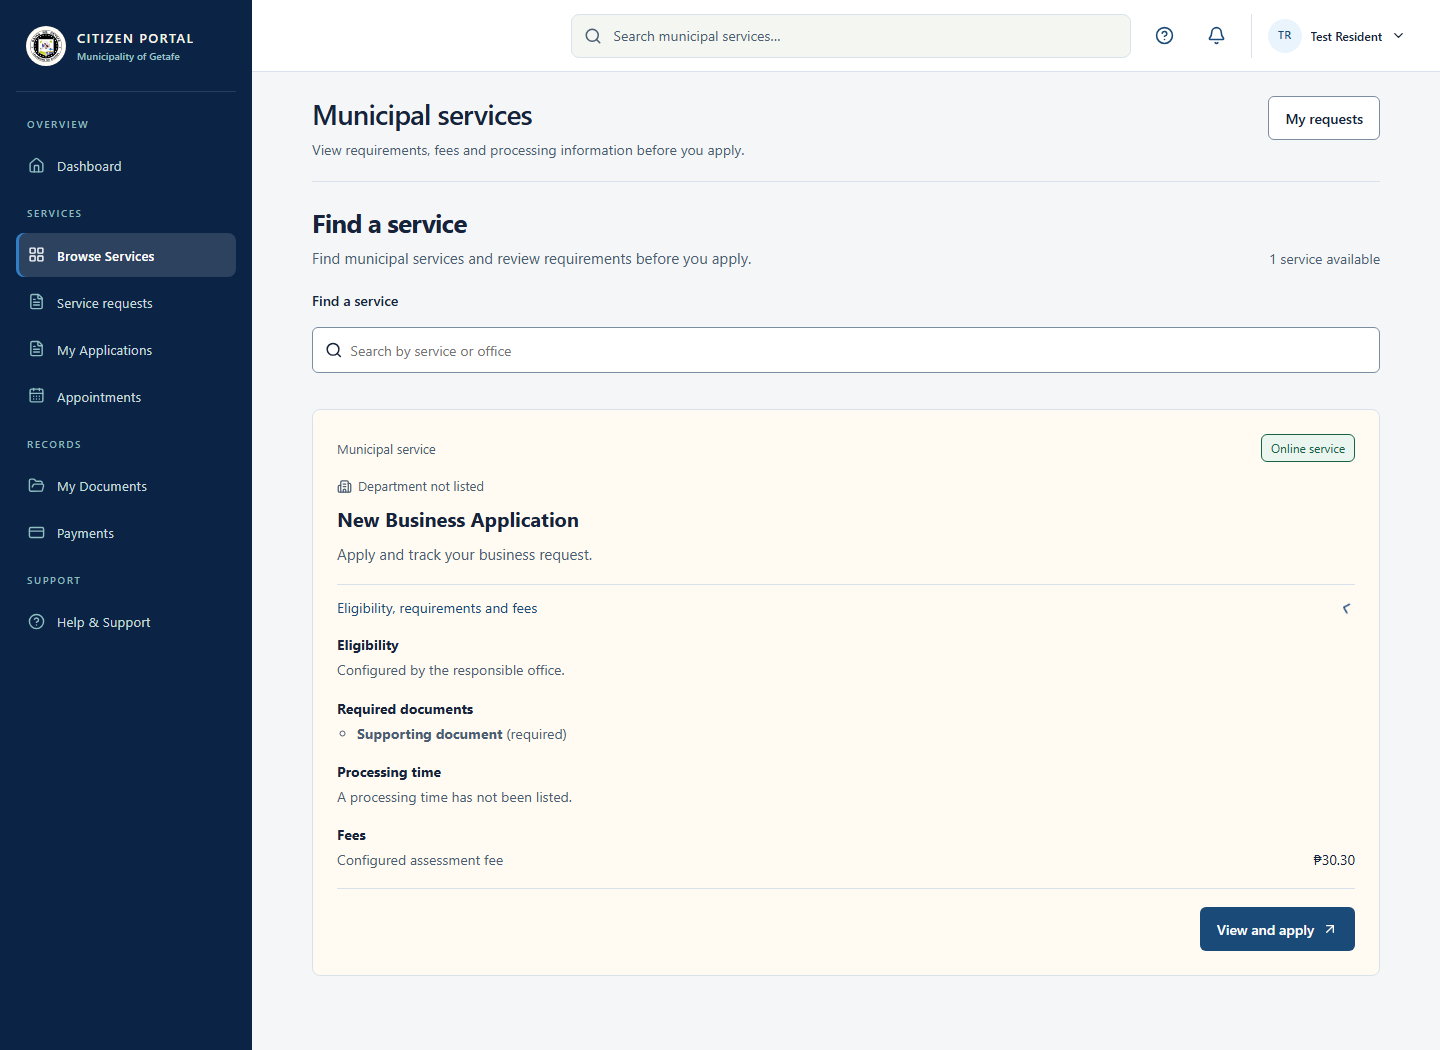 CITIZEN PORTAL
Municipality of Getafe
Search municipal services...
TR
Test Resident
OVERVIEW
Dashboard
SERVICES
Browse Services
Service requests
My Applications
Appointments
RECORDS
My Documents
Payments
SUPPORT
Help & Support
Municipal services
My requests
View requirements, fees and processing information before you apply.
Find a service
Find municipal services and review requirements before you apply.
1 service available
Find a service
Search by service or office
Municipal service
Online service
Department not listed
New Business Application
Apply and track your business request.
Eligibility, requirements and fees
Eligibility
Configured by the responsible office.
Required documents
Supporting document (required)
Processing time
A processing time has not been listed.
Fees
Configured assessment fee
₱30.30
View and apply